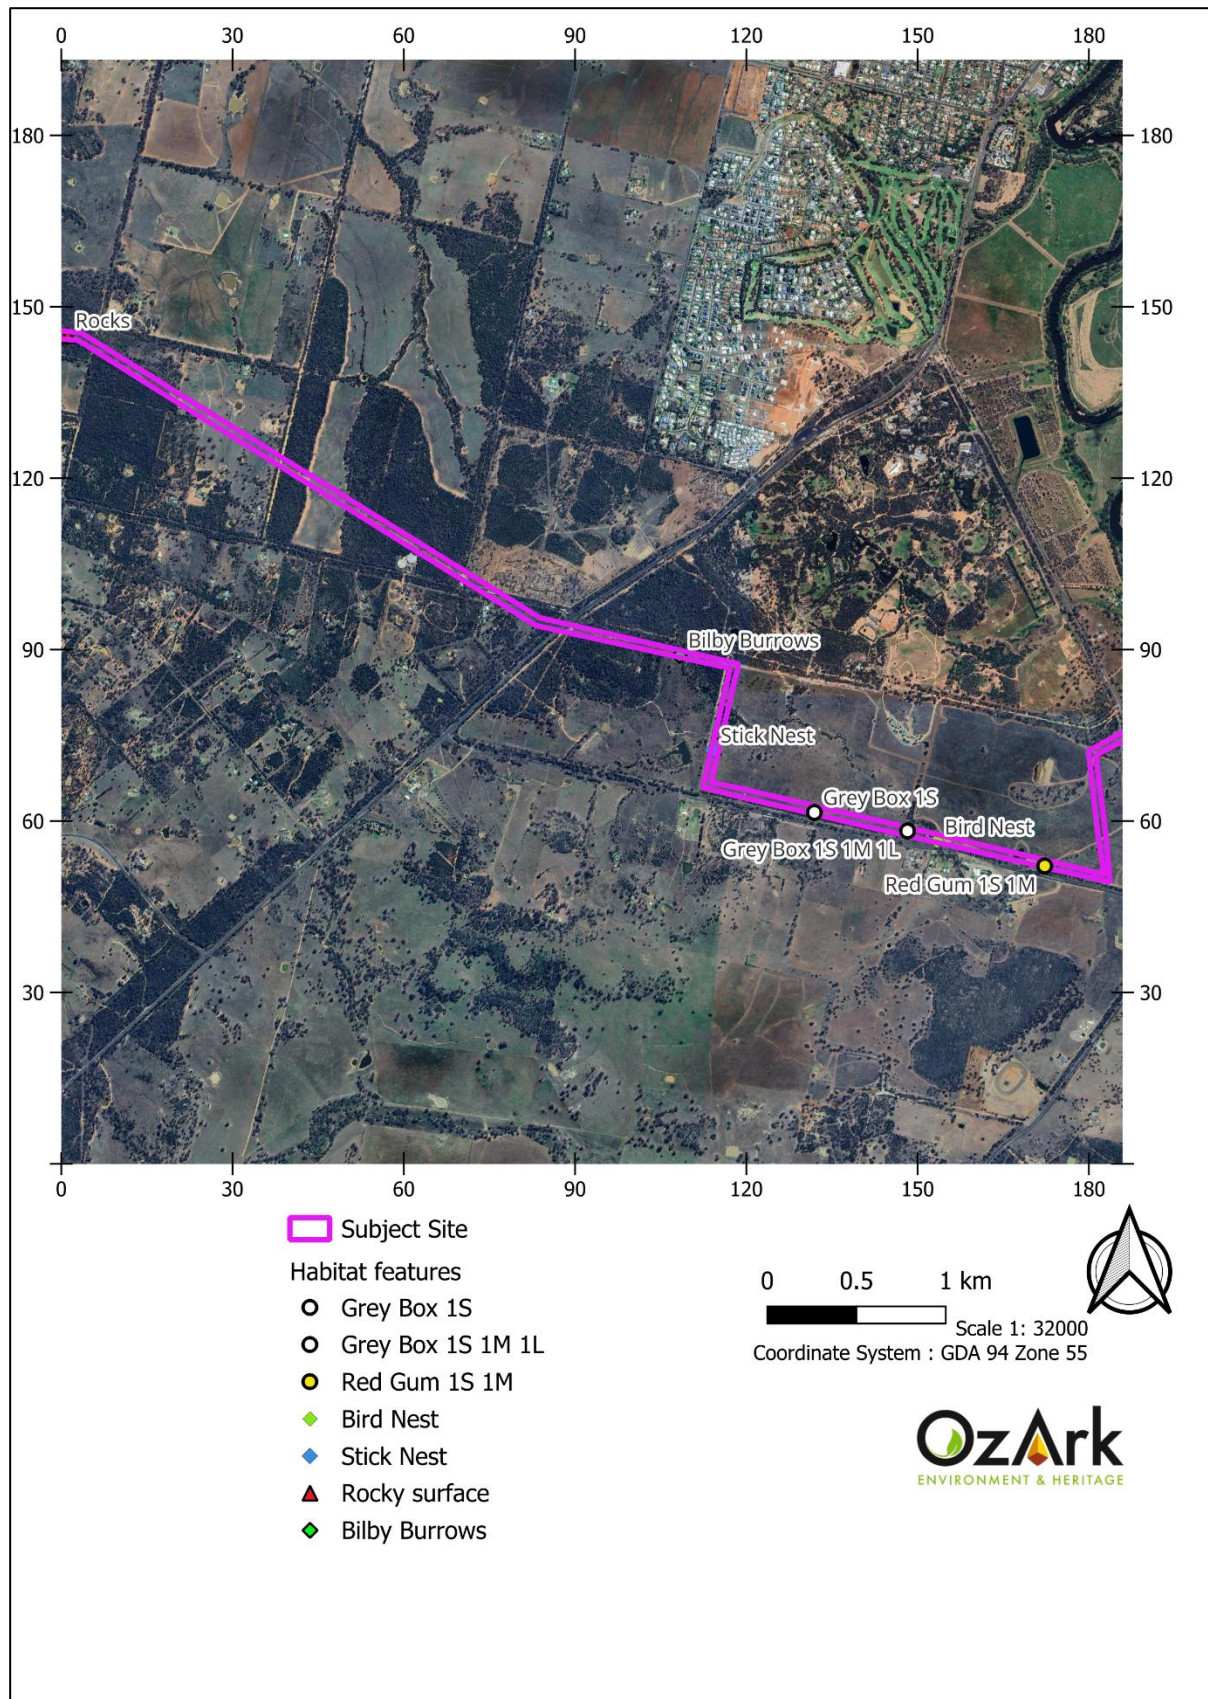 0 30 60 90 120 150 180
180 180
150 150
Rocks
120 120
90 90
Bilby Burrows
Stick Nest
Grey Box 1S
60 60
Bird Nest
Grey Box 1S 1M 1L
Red Gum 1S 1M
30 30
0 30 60 90 120 150 180
Subject Site
Habitat features
Grey Box 1S
Grey Box 1S 1M 1L
Red Gum 1S 1M
Bird Nest
Stick Nest
Rocky surface
Bilby Burrows
0 0.5 1 km
Scale 1: 32000
Coordinate System : GDA 94 Zone 55
OzArk
ENVIRONMENT & HERITAGE